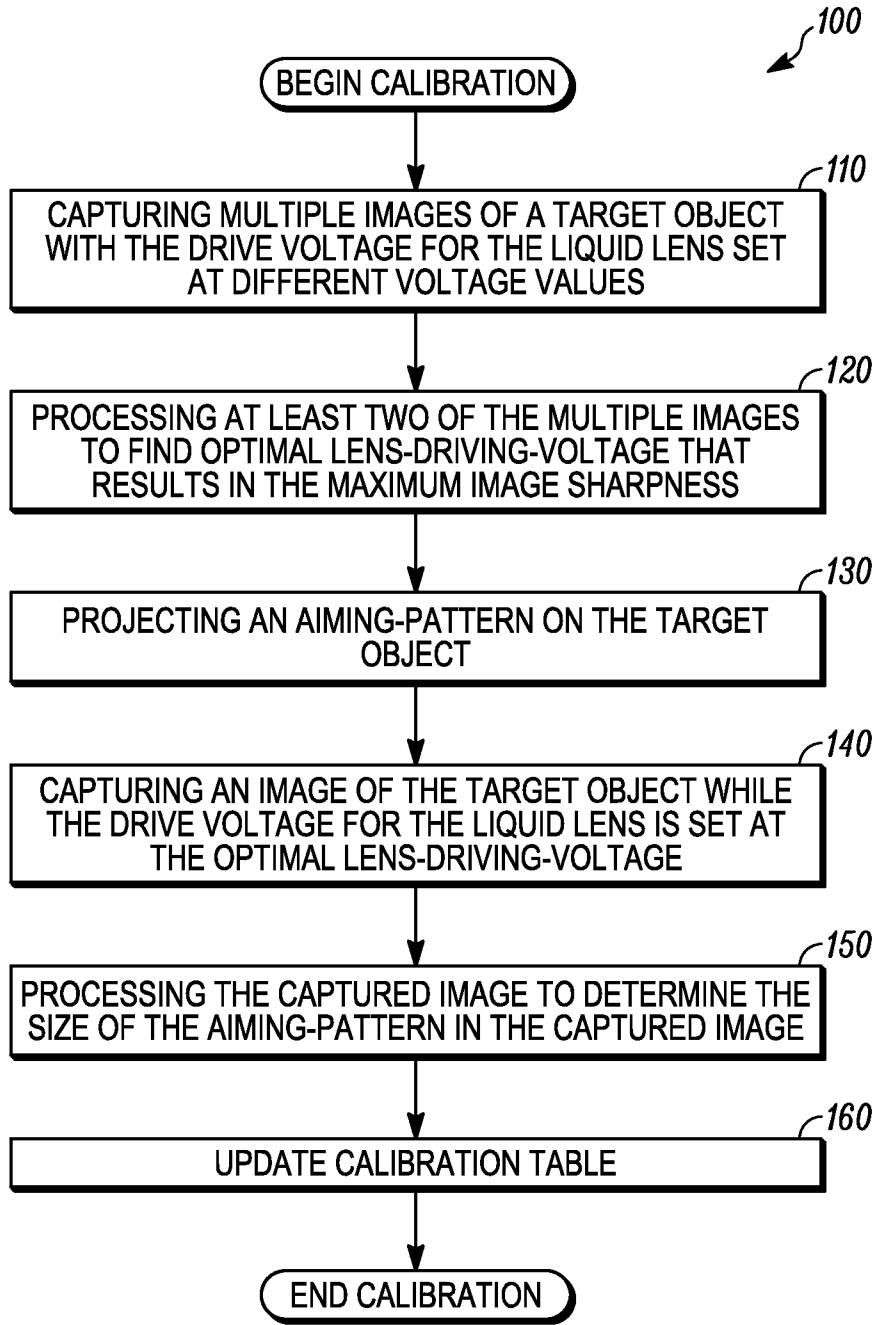 100
BEGIN CALIBRATION
110
CAPTURING MULTIPLE IMAGES OF A TARGET OBJECT
WITH THE DRIVE VOLTAGE FOR THE LIQUID LENS SET
AT DIFFERENT VOLTAGE VALUES
120
PROCESSING AT LEAST TWO OF THE MULTIPLE IMAGES
TO FIND OPTIMAL LENS-DRIVING-VOLTAGE THAT
RESULTS IN THE MAXIMUM IMAGE SHARPNESS
130
PROJECTING AN AIMING-PATTERN ON THE TARGET
OBJECT
140
CAPTURING AN IMAGE OF THE TARGET OBJECT WHILE
THE DRIVE VOLTAGE FOR THE LIQUID LENS IS SET AT
THE OPTIMAL LENS-DRIVING-VOLTAGE
150
PROCESSING THE CAPTURED IMAGE TO DETERMINE THE
SIZE OF THE AIMING-PATTERN IN THE CAPTURED IMAGE
160
UPDATE CALIBRATION TABLE
END CALIBRATION